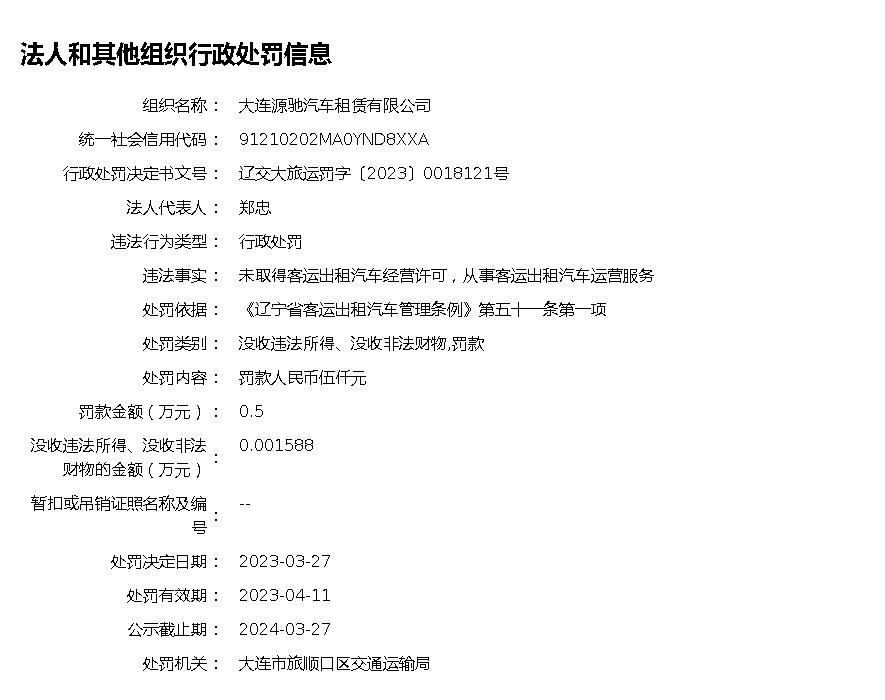 法人和其他组织行政处罚信息
组织名称： 大连源驰汽车租赁有限公司
统一社会信用代码： 91210202MA0YND8XXA
行政处罚决定书文号： 辽交大旅运罚字〔2023〕0018121号
法人代表人： 郑忠
违法行为类型： 行政处罚
违法事实： 未取得客运出租汽车经营许可，从事客运出租汽车运营服务
处罚依据： 《辽宁省客运出租汽车管理条例》第五十一条第一项
处罚类别： 没收违法所得、没收非法财物,罚款
处罚内容： 罚款人民币伍仟元
罚款金额（万元）： 0.5
没收违法所得、没收非法
财物的金额（万元）： 0.001588
暂扣或吊销证照名称及编
号： --
处罚决定日期： 2023-03-27
处罚有效期： 2023-04-11
公示截止期： 2024-03-27
处罚机关： 大连市旅顺口区交通运输局